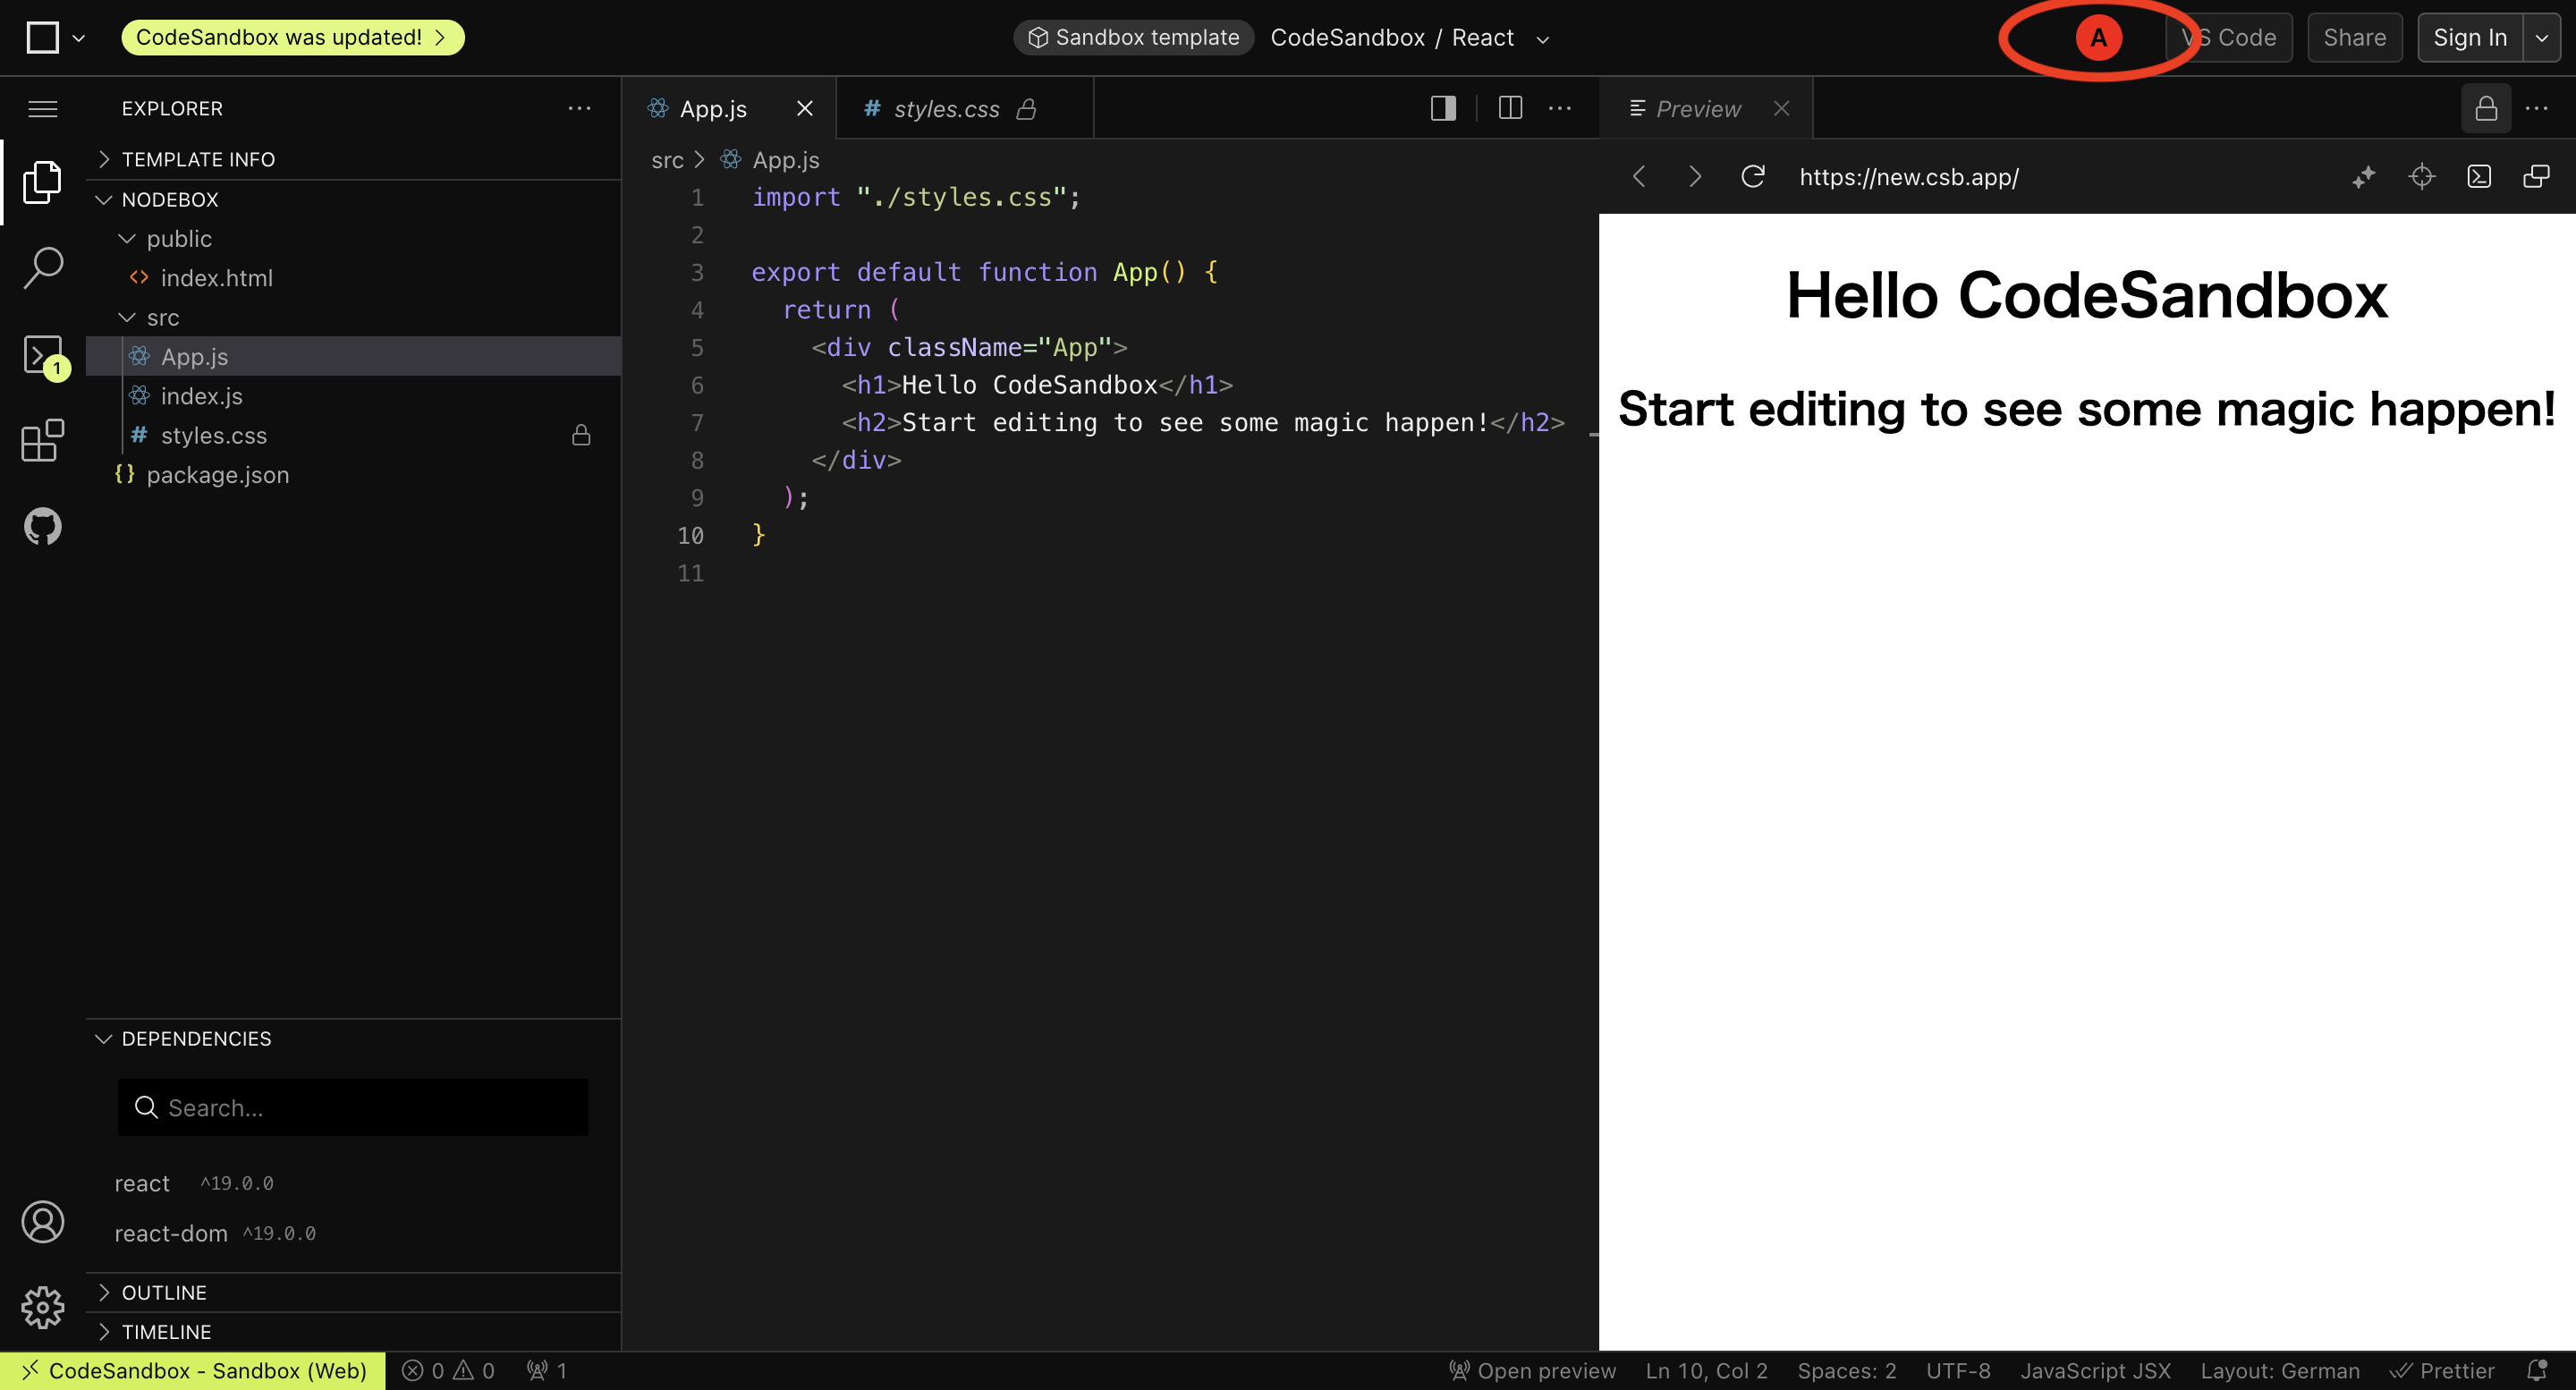 CodeSandbox was updated!
Sandbox template CodeSandbox / React
A
VS Code
Share
Sign In
EXPLORER
TEMPLATE INFO
NODEBOX
public
index.html
src
App.js
index.js
styles.css
package.json
DEPENDENCIES
Search...
react ^19.0.0
react-dom ^19.0.0
OUTLINE
TIMELINE
1
App.js
# styles.css
src > App.js
1 import "./styles.css";
2
3 export default function App() {
4 return (
5 <div className="App">
6 <h1>Hello CodeSandbox</h1>
7 <h2>Start editing to see some magic happen!</h2>
8 </div>
9 );
10 }
11
Preview
https://new.csb.app/
Hello CodeSandbox
Start editing to see some magic happen!
CodeSandbox - Sandbox (Web) 0 0 1 Open preview Ln 10, Col 2 Spaces: 2 UTF-8 JavaScript JSX Layout: German Prettier